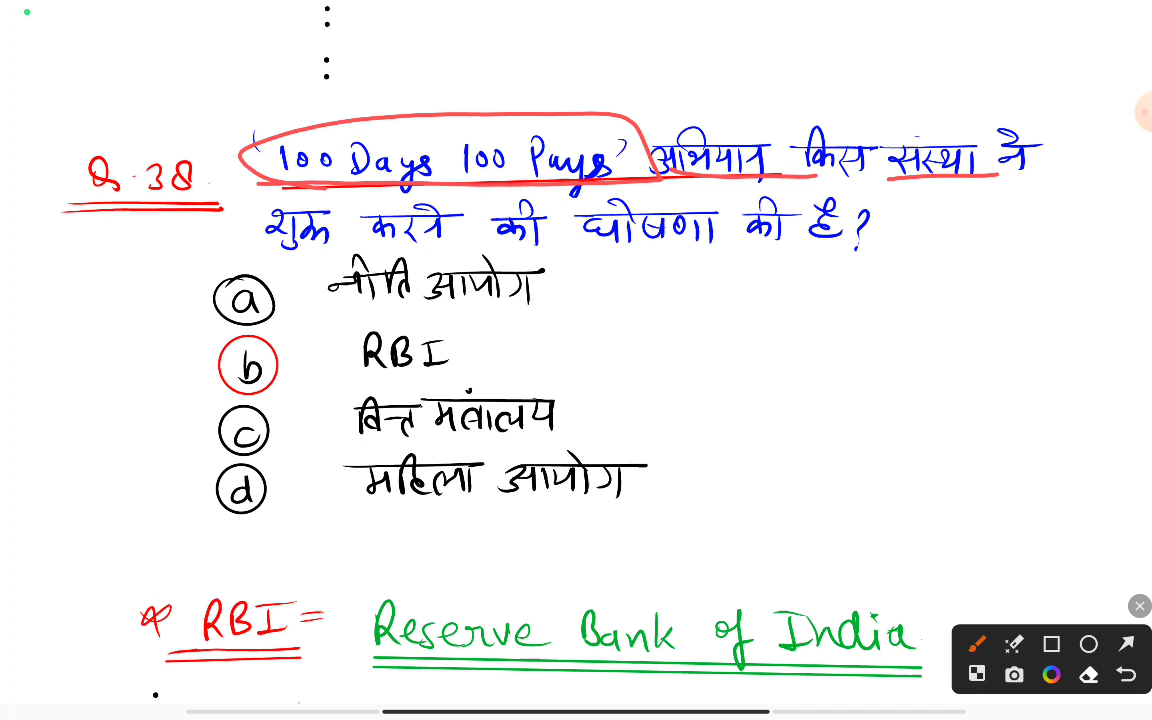 Q.38 '100 Days 100 Pays' अभियान किस संस्था ने
शुरू करने की घोषणा की है?
a नीति आयोग
b RBI
c वित्त मंत्रालय
d महिला आयोग
* RBI = Reserve Bank of India